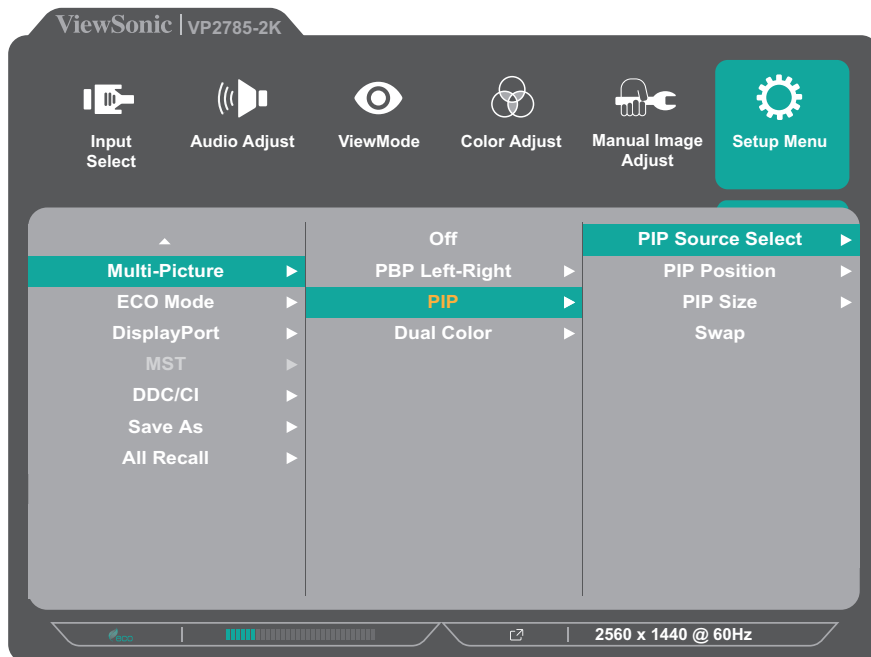 ViewSonic | VP2785-2K
Input Select
Audio Adjust
ViewMode
Color Adjust
Manual Image Adjust
Setup Menu
Multi-Picture
ECO Mode
DisplayPort
MST
DDC/CI
Save As
All Recall
Off
PBP Left-Right
PIP
Dual Color
PIP Source Select
PIP Position
PIP Size
Swap
eco
2560 x 1440 @ 60Hz